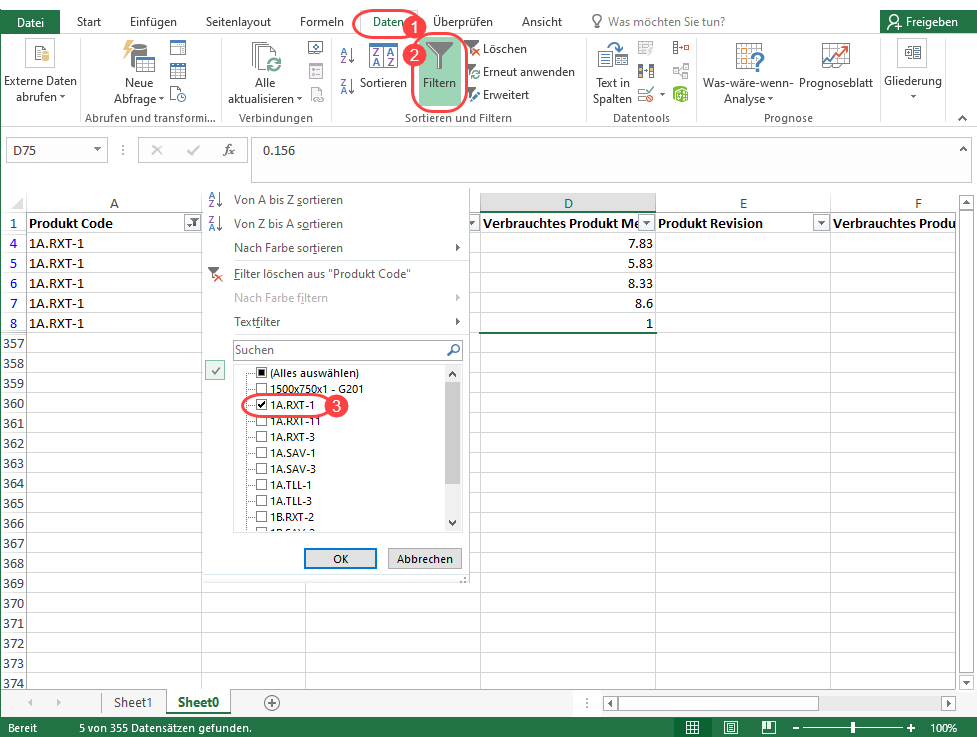 Datei Start Einfügen Seitenlayout Formeln Daten Überprüfen Ansicht Was möchten Sie tun? Freigeben
1
2
Externe Daten abrufen
Neue Abfrage
Alle aktualisieren
Sortieren
Filtern
Löschen
Erneut anwenden
Erweitert
Text in Spalten
Was-wäre-wenn-Analyse
Prognoseblatt
Gliederung
Abrufen und transformi... Verbindungen Sortieren und Filtern Datentools Prognose
D75 fx 0.156
A D E F
1 Produkt Code Verbrauchtes Produkt Me Produkt Revision Verbrauchtes Produ
4 1A.RXT-1 7.83
5 1A.RXT-1 5.83
6 1A.RXT-1 8.33
7 1A.RXT-1 8.6
8 1A.RXT-1 1
357
358
359
360
361
362
363
364
365
366
367
368
369
370
371
372
373
374
Von A bis Z sortieren
Von Z bis A sortieren
Nach Farbe sortieren
Filter löschen aus "Produkt Code"
Nach Farbe filtern
Textfilter
Suchen
(Alles auswählen)
1500x750x1 - G201
1A.RXT-1 3
1A.RXT-11
1A.RXT-3
1A.SAV-1
1A.SAV-3
1A.TLL-1
1A.TLL-3
1B.RXT-2
OK Abbrechen
Sheet1 Sheet0
Bereit 5 von 355 Datensätzen gefunden. 100%